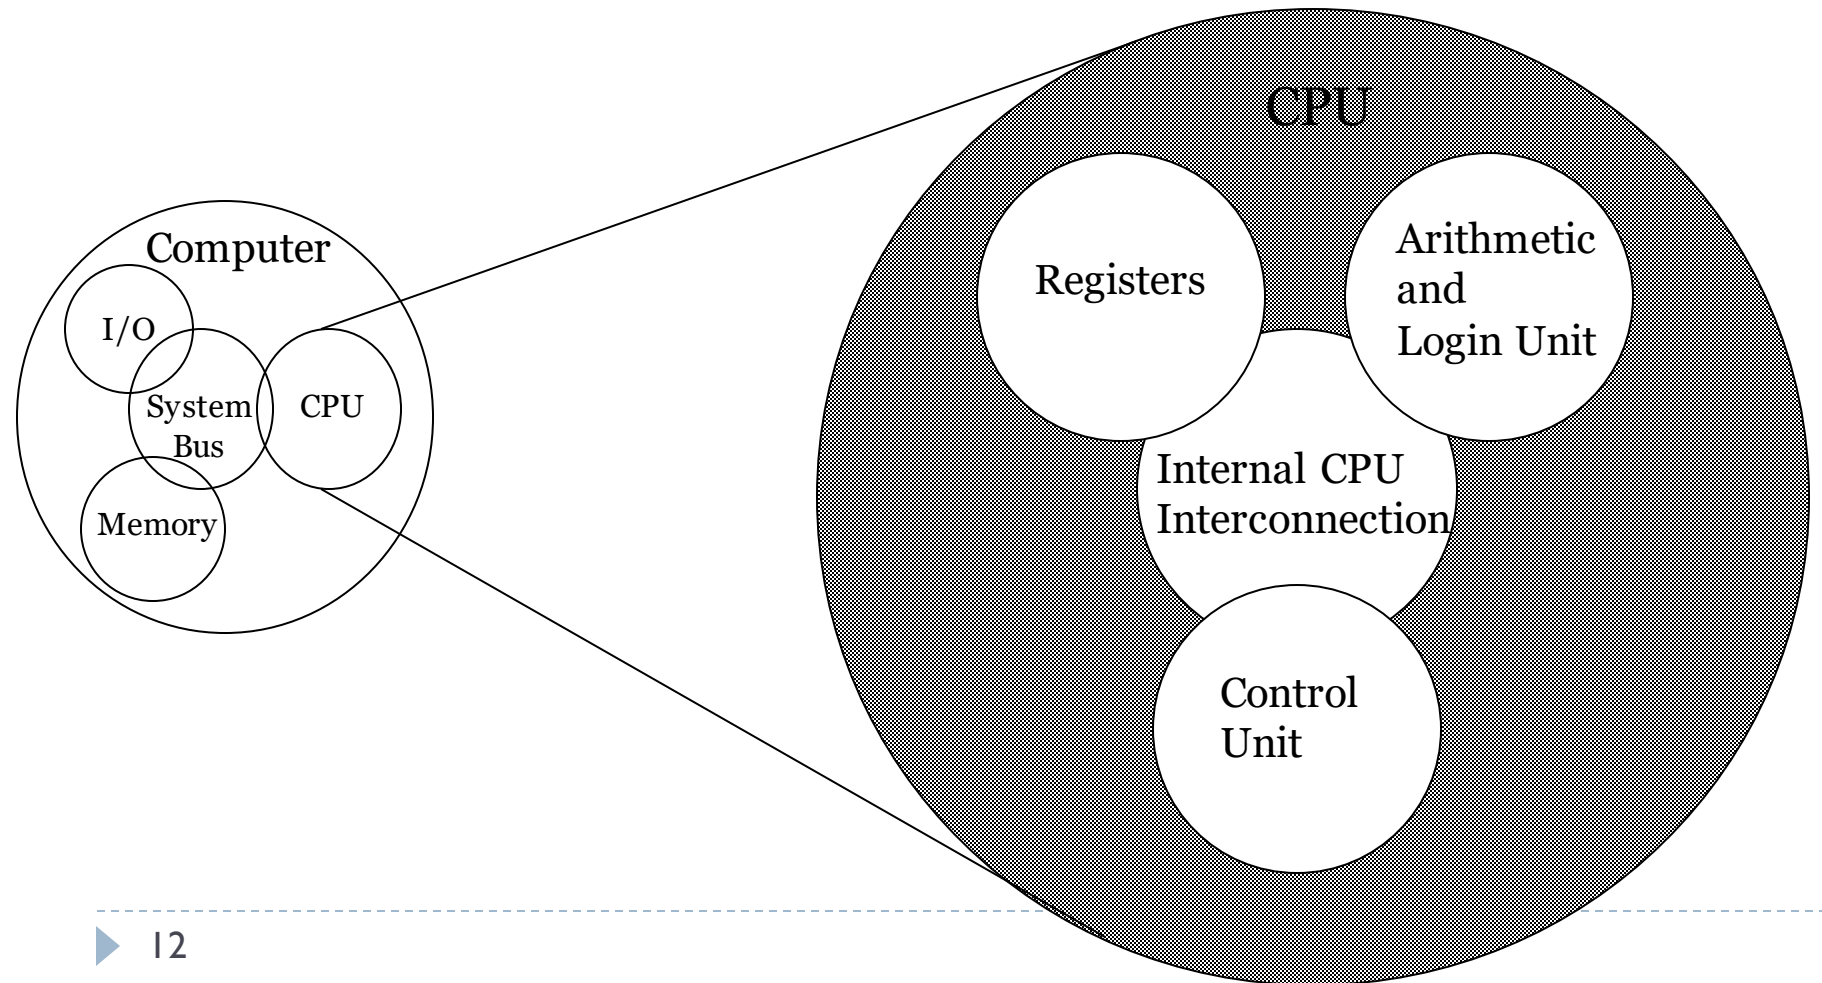 Computer
I/O
System
Bus
CPU
Memory
CPU
Registers
Arithmetic
and
Login Unit
Internal CPU
Interconnection
Control
Unit
12